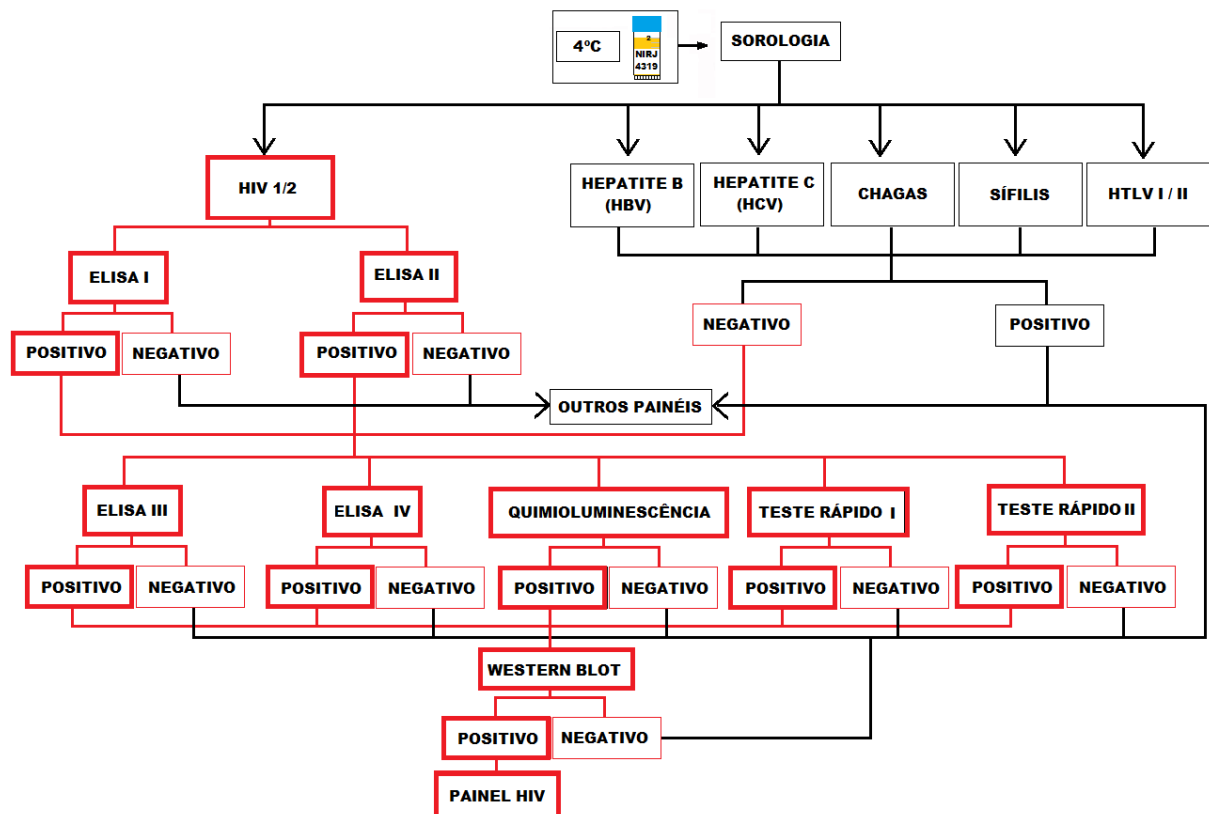 4ºC
2
NIRJ
4319
SOROLOGIA
HIV 1/2
HEPATITE B
(HBV)
HEPATITE C
(HCV)
CHAGAS
SÍFILIS
HTLV I / II
ELISA I
ELISA II
POSITIVO
NEGATIVO
POSITIVO
NEGATIVO
NEGATIVO
POSITIVO
OUTROS PAINÉIS
ELISA III
ELISA IV
QUIMIOLUMINESCÊNCIA
TESTE RÁPIDO I
TESTE RÁPIDO II
POSITIVO
NEGATIVO
POSITIVO
NEGATIVO
POSITIVO
NEGATIVO
POSITIVO
NEGATIVO
POSITIVO
NEGATIVO
WESTERN BLOT
POSITIVO
NEGATIVO
PAINEL HIV